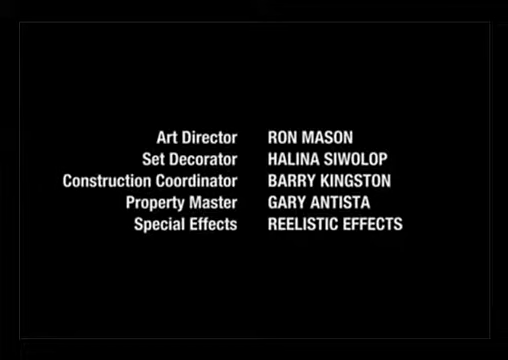 Art Director RON MASON
Set Decorator HALINA SIWOLOP
Construction Coordinator BARRY KINGSTON
Property Master GARY ANTISTA
Special Effects REELISTIC EFFECTS